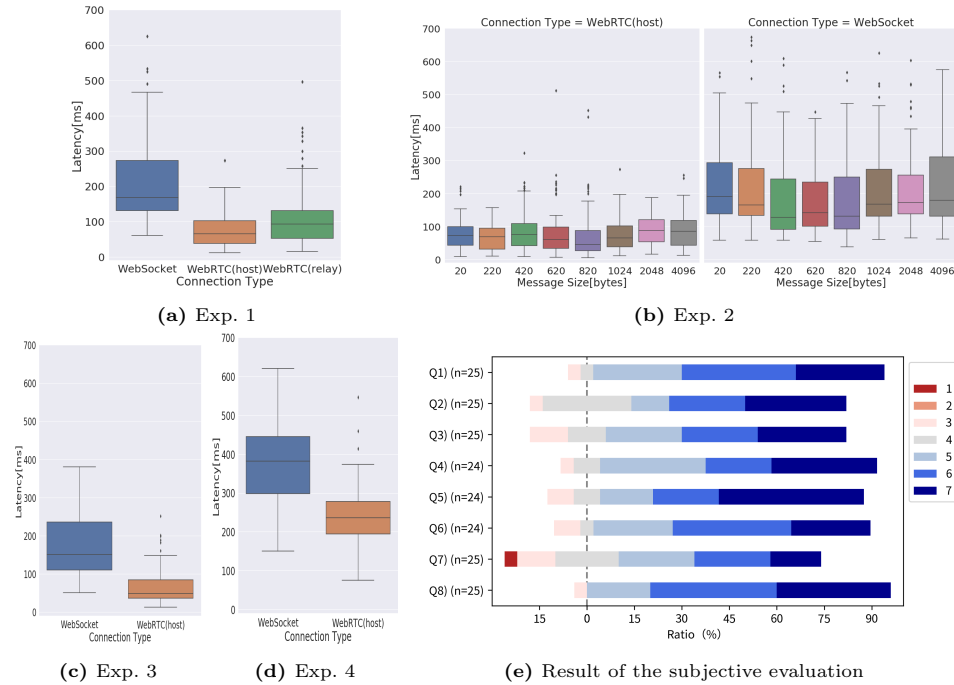 700
600
500
400
300
200
100
0
Latency[ms]
WebSocket WebRTC(host) WebRTC(relay)
Connection Type
(a) Exp. 1
Connection Type = WebRTC(host)
Connection Type = WebSocket
700
600
500
400
300
200
100
0
Latency[ms]
20 220 420 620 820 1024 2048 4096
20 220 420 620 820 1024 2048 4096
Message Size[bytes]
Message Size[bytes]
(b) Exp. 2
700
600
500
400
300
200
100
0
Latency[ms]
WebSocket WebRTC(host)
Connection Type
(c) Exp. 3
700
600
500
400
300
200
100
0
Latency[ms]
WebSocket WebRTC(host)
Connection Type
(d) Exp. 4
Q1) (n=25)
Q2) (n=25)
Q3) (n=25)
Q4) (n=24)
Q5) (n=24)
Q6) (n=24)
Q7) (n=25)
Q8) (n=25)
15 0 15 30 45 60 75 90
Ratio (%)
1
2
3
4
5
6
7
(e) Result of the subjective evaluation